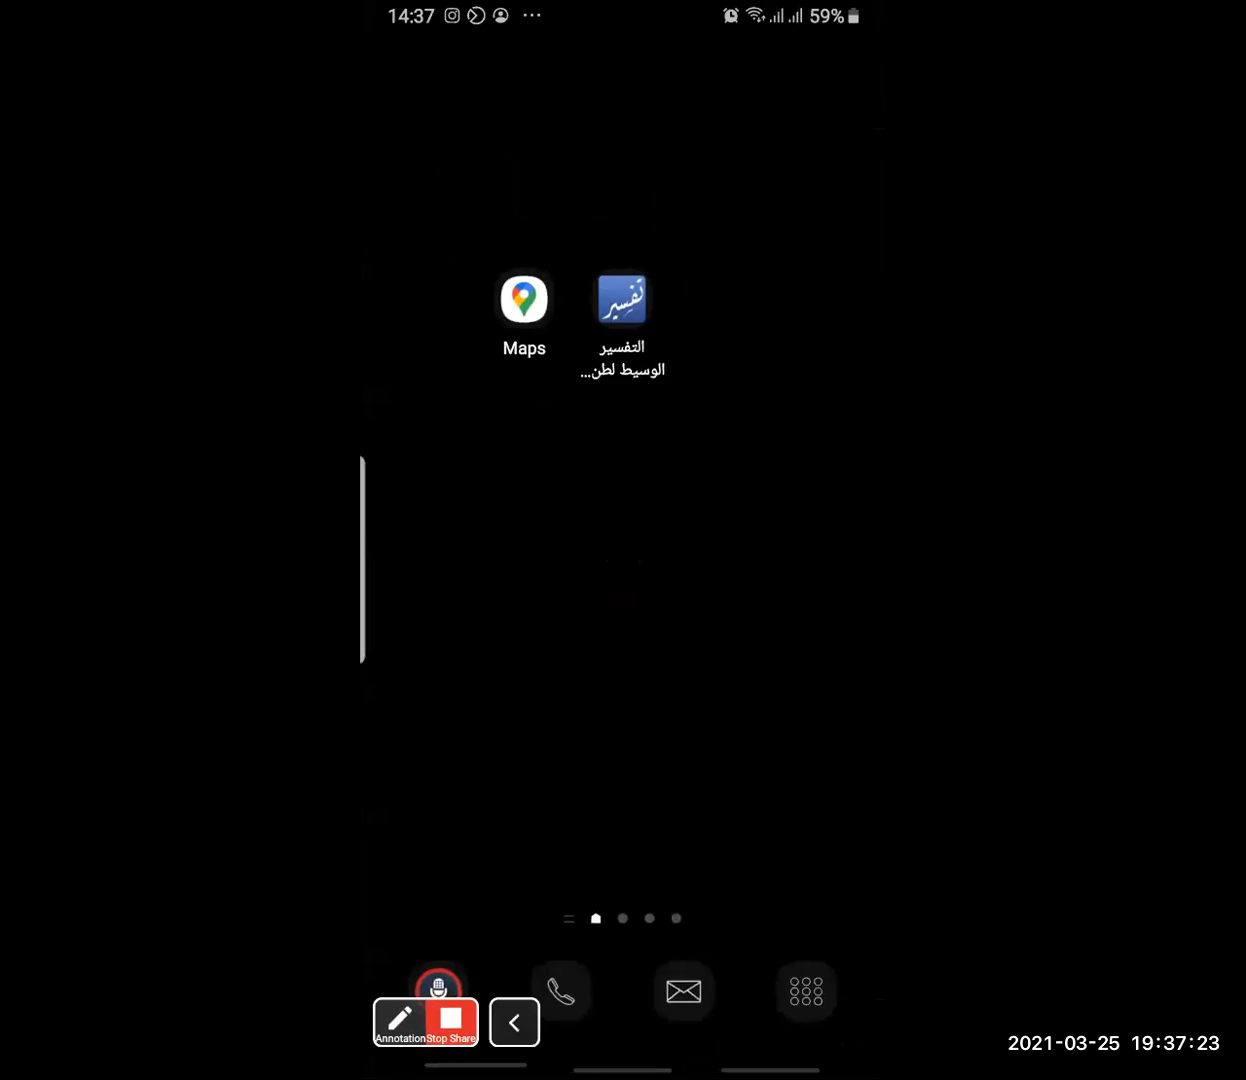 14:37
59%
تفسير
Maps
التفسير
الوسيط لطن...
Annotation
Stop Share
2021-03-25 19:37:23